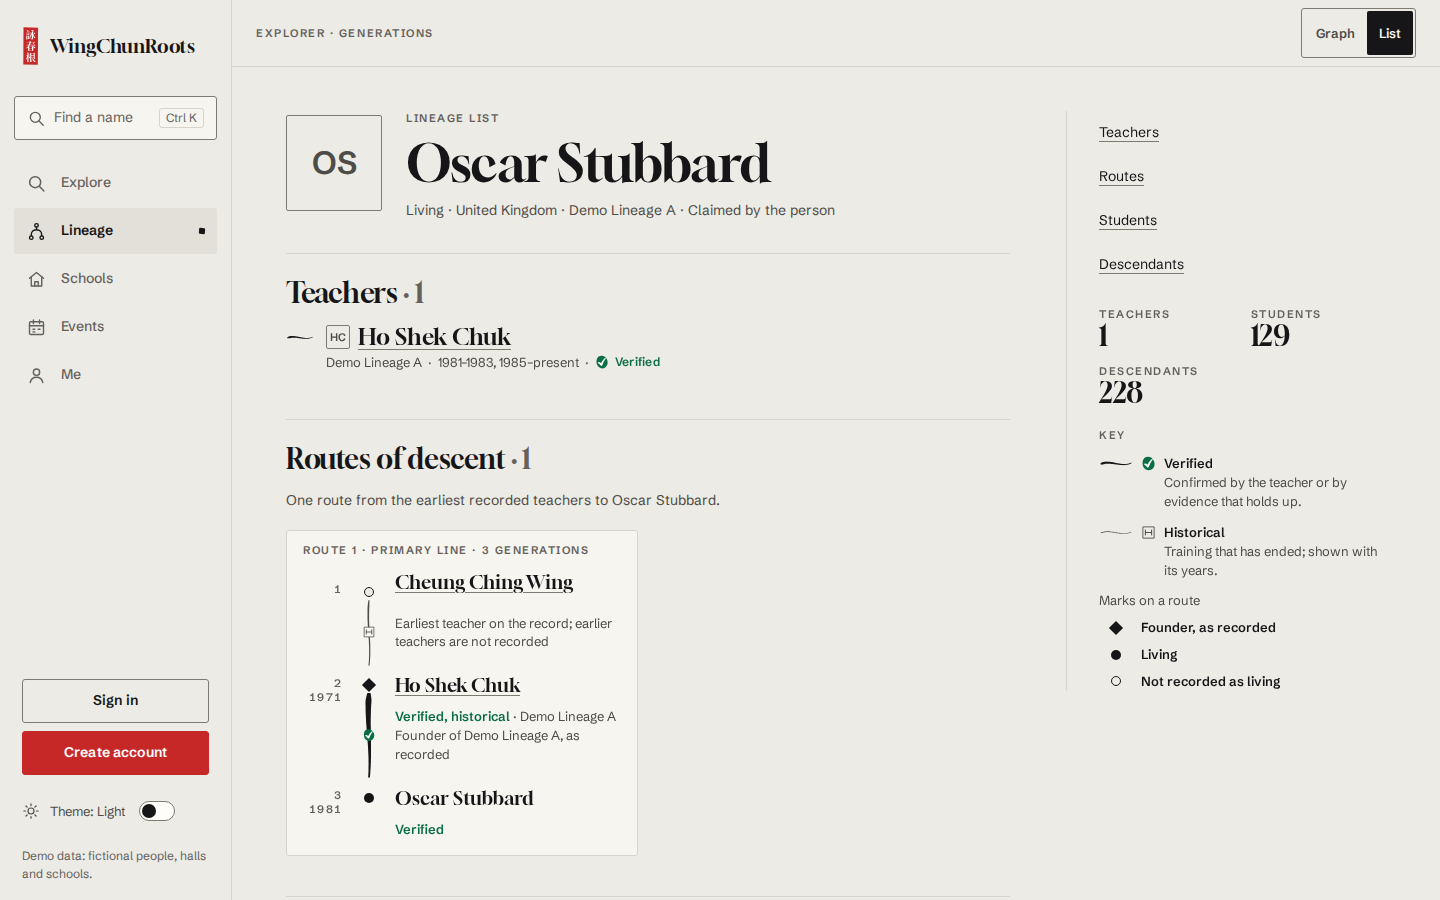 詠春根
WingChunRoots
Find a name
Ctrl K
Explore
Lineage
Schools
Events
Me
Sign in
Create account
Theme: Light
Demo data: fictional people, halls
and schools.
EXPLORER · GENERATIONS
Graph
List
OS
LINEAGE LIST
Oscar Stubbard
Living · United Kingdom · Demo Lineage A · Claimed by the person
Teachers · 1
HC
Ho Shek Chuk
Demo Lineage A · 1981–1983, 1985–present · Verified
Routes of descent · 1
One route from the earliest recorded teachers to Oscar Stubbard.
ROUTE 1 · PRIMARY LINE · 3 GENERATIONS
1
Cheung Ching Wing
Earliest teacher on the record; earlier
teachers are not recorded
2
1971
Ho Shek Chuk
Verified, historical · Demo Lineage A
Founder of Demo Lineage A, as
recorded
3
1981
Oscar Stubbard
Verified
Teachers
Routes
Students
Descendants
TEACHERS
1
STUDENTS
129
DESCENDANTS
228
KEY
Verified
Confirmed by the teacher or by
evidence that holds up.
Historical
Training that has ended; shown with
its years.
Marks on a route
Founder, as recorded
Living
Not recorded as living